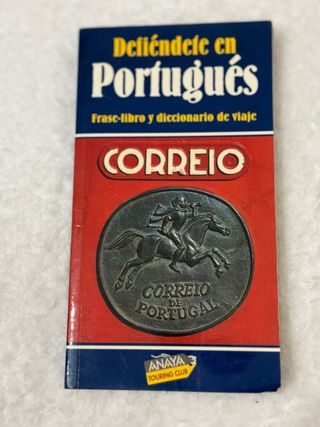 Defiéndete en
Portugués
Frase-libro y diccionario de viaje
CORREIO
CORREIO
DE
PORTUGAL
ANAYA
TOURING CLUB